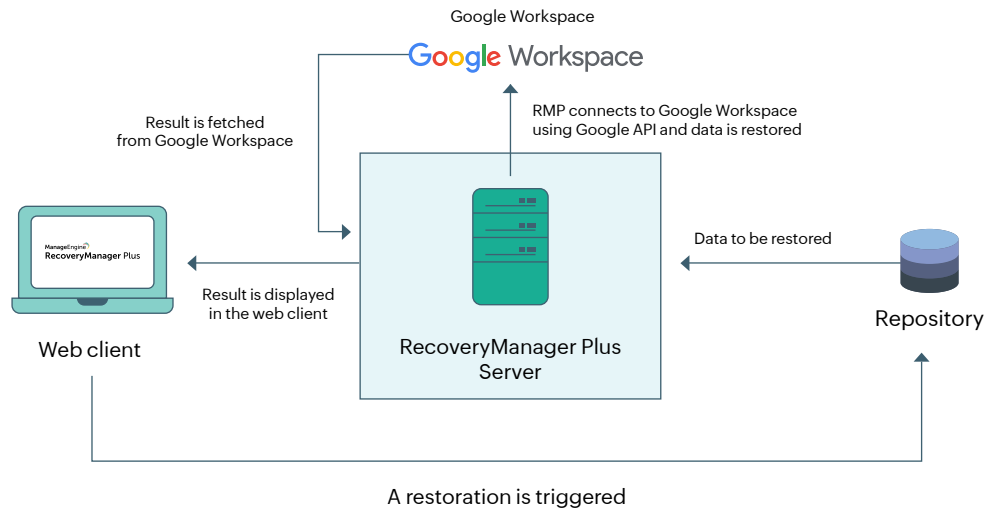 Google Workspace
Google Workspace
RMP connects to Google Workspace
using Google API and data is restored
Result is fetched
from Google Workspace
ManageEngine
RecoveryManager Plus
Data to be restored
Result is displayed
in the web client
Repository
Web client
RecoveryManager Plus
Server
A restoration is triggered